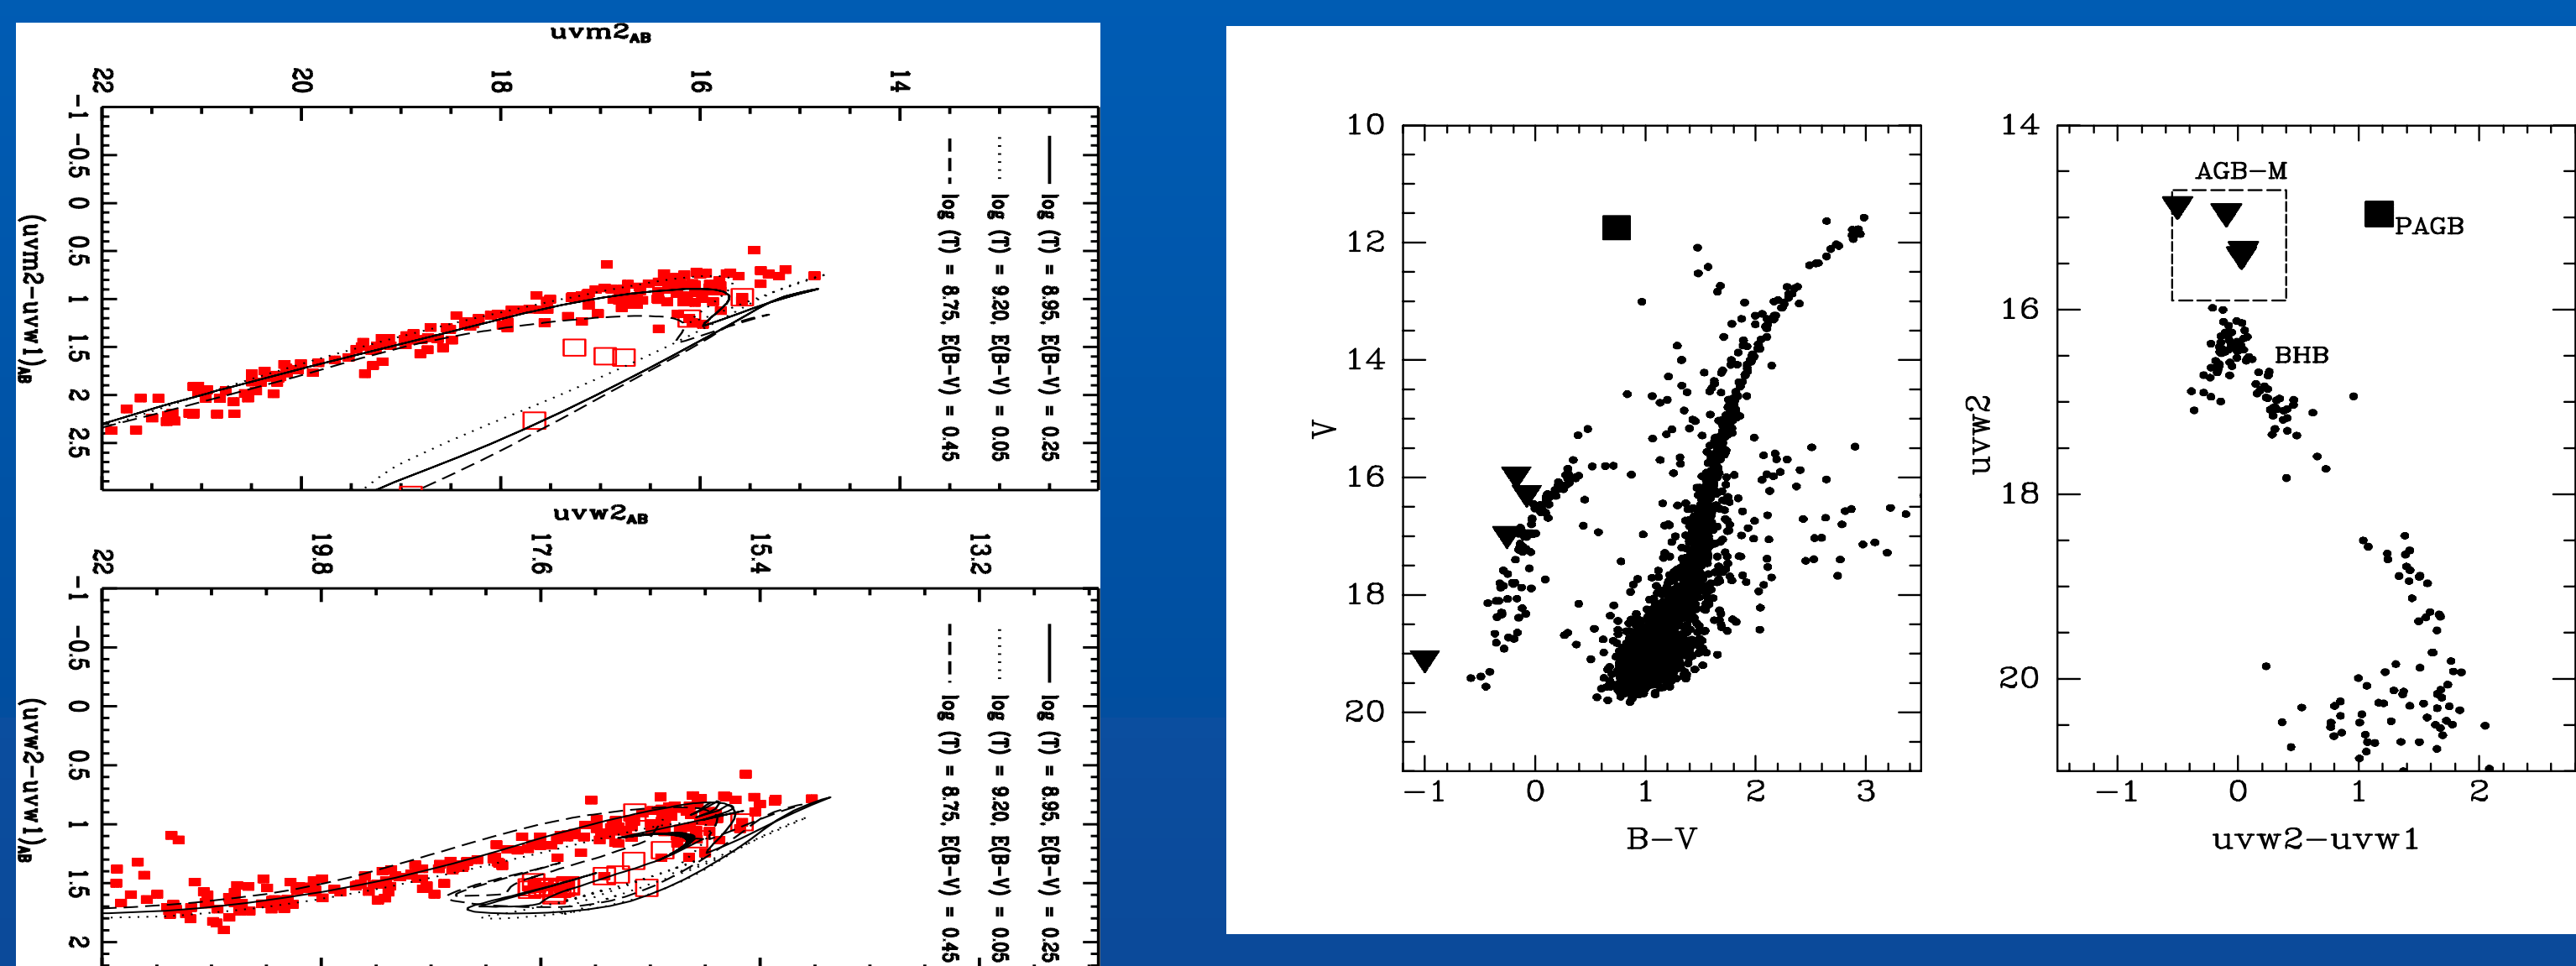 uvm2AB
22 20 18 16 14
-1 -0.5 0 0.5 1 1.5 2 2.5
(uvm2-uvw1)AB
log (T) = 8.95, E(B-V) = 0.25
log (T) = 9.20, E(B-V) = 0.05
log (T) = 8.75, E(B-V) = 0.45
uvw2AB
22 19.8 17.6 15.4 13.2
-1 -0.5 0 0.5 1 1.5 2
(uvw2-uvw1)AB
log (T) = 8.95, E(B-V) = 0.25
log (T) = 9.20, E(B-V) = 0.05
log (T) = 8.75, E(B-V) = 0.45
10
12
14
16
18
20
V
-1 0 1 2 3
B-V
14
16
18
20
uvw2
AGB-M
PAGB
BHB
-1 0 1 2
uvw2-uvw1